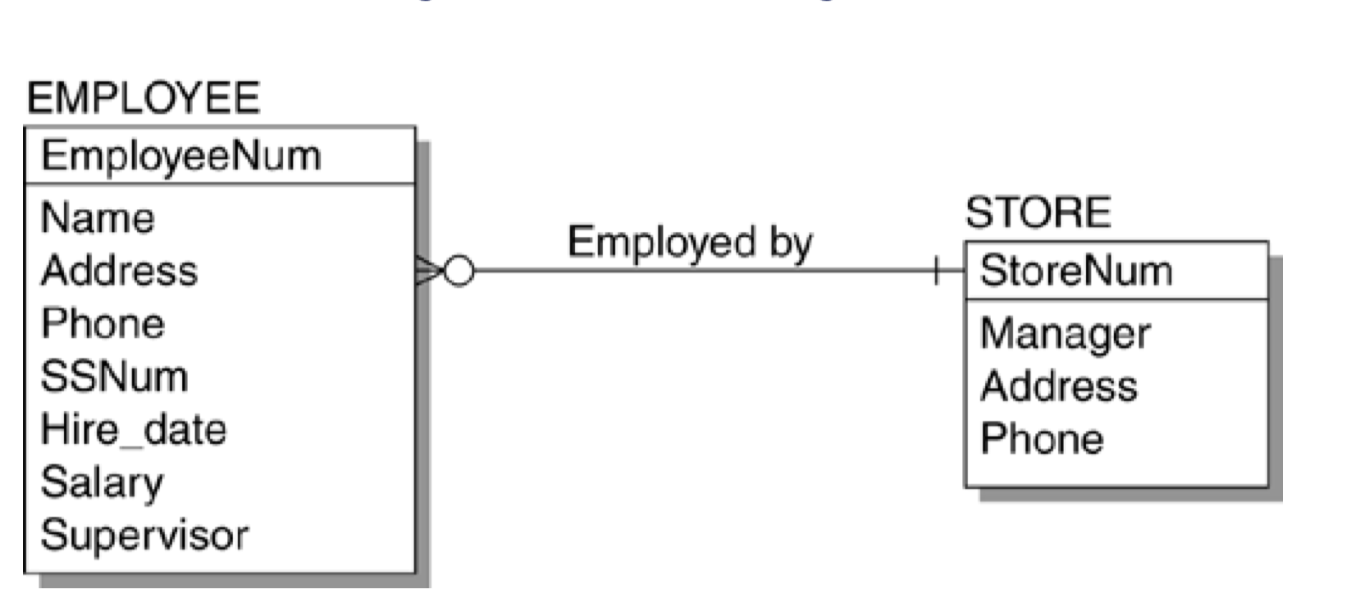 EMPLOYEE
EmployeeNum
Name
Address
Phone
SSNum
Hire_date
Salary
Supervisor
Employed by
STORE
StoreNum
Manager
Address
Phone